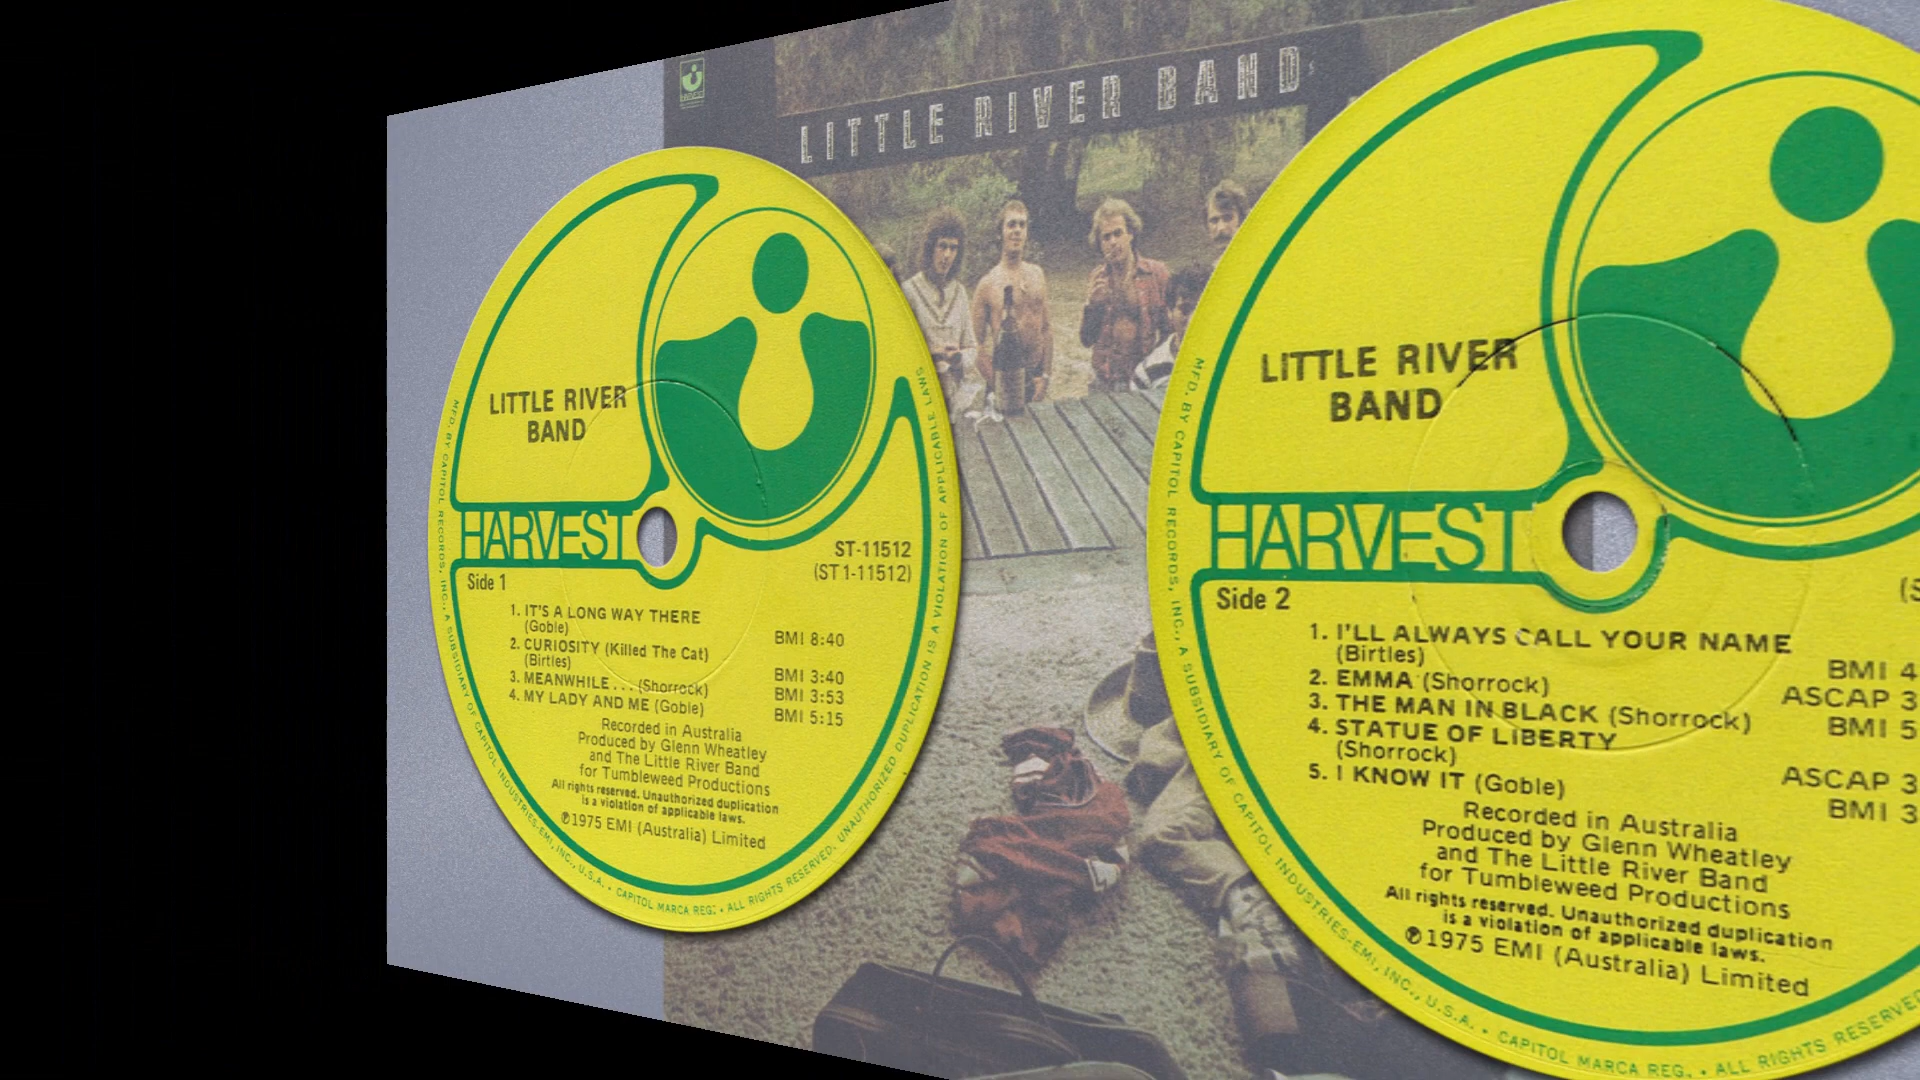 LITTLE RIVER BAND
LITTLE RIVER
BAND
HARVEST
ST-11512
(ST 1-11512)
Side 1
1. IT'S A LONG WAY THERE
(Goble)
BMI 8:40
2. CURIOSITY (Killed The Cat)
(Birtles)
BMI 3:40
3. MEANWHILE . . . (Shorrock)
BMI 3:53
4. MY LADY AND ME (Goble)
BMI 5:15
Recorded in Australia
Produced by Glenn Wheatley
and The Little River Band
for Tumbleweed Productions
All rights reserved. Unauthorized duplication
is a violation of applicable laws.
℗1975 EMI (Australia) Limited
MFD. BY CAPITOL RECORDS, INC., A SUBSIDIARY OF CAPITOL INDUSTRIES-EMI, INC., U.S.A. • CAPITOL MARCA REG. • ALL RIGHTS RESERVED. UNAUTHORIZED DUPLICATION IS A VIOLATION OF APPLICABLE LAWS
LITTLE RIVER
BAND
HARVEST
(S
Side 2
1. I'LL ALWAYS CALL YOUR NAME
(Birtles)
BMI 4
2. EMMA (Shorrock)
ASCAP 3
3. THE MAN IN BLACK (Shorrock)
BMI 5
4. STATUE OF LIBERTY
(Shorrock)
ASCAP 3
5. I KNOW IT (Goble)
BMI 3
Recorded in Australia
Produced by Glenn Wheatley
and The Little River Band
for Tumbleweed Productions
All rights reserved. Unauthorized duplication
is a violation of applicable laws.
℗1975 EMI (Australia) Limited
MFD. BY CAPITOL RECORDS, INC., A SUBSIDIARY OF CAPITOL INDUSTRIES-EMI, INC., U.S.A. • CAPITOL MARCA REG. • ALL RIGHTS RESERVED